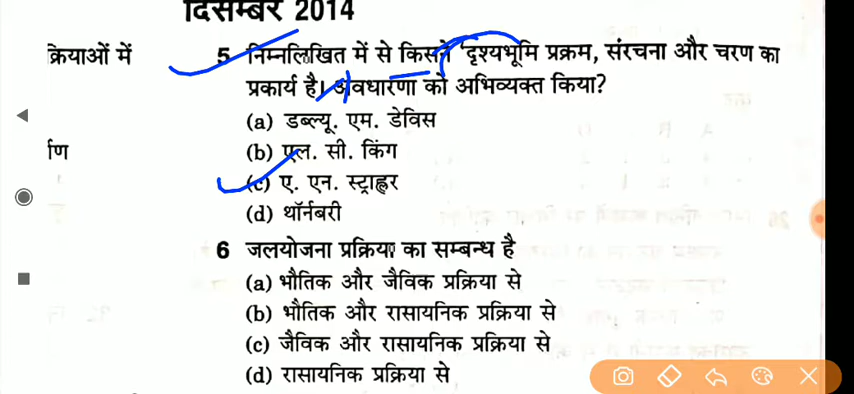 दिसम्बर 2014
क्रियाओं में
5 निम्नलिखित में से किसने 'दृश्यभूमि प्रक्रम, संरचना और चरण का
प्रकार्य है। अवधारणा को अभिव्यक्त किया?
(a) डब्ल्यू. एम. डेविस
र्ण
(b) एल. सी. किंग
(c) ए. एन. स्ट्राह्लर
(d) थॉर्नबरी
6 जलयोजना प्रक्रिया का सम्बन्ध है
(a) भौतिक और जैविक प्रक्रिया से
(b) भौतिक और रासायनिक प्रक्रिया से
(c) जैविक और रासायनिक प्रक्रिया से
(d) रासायनिक प्रक्रिया से